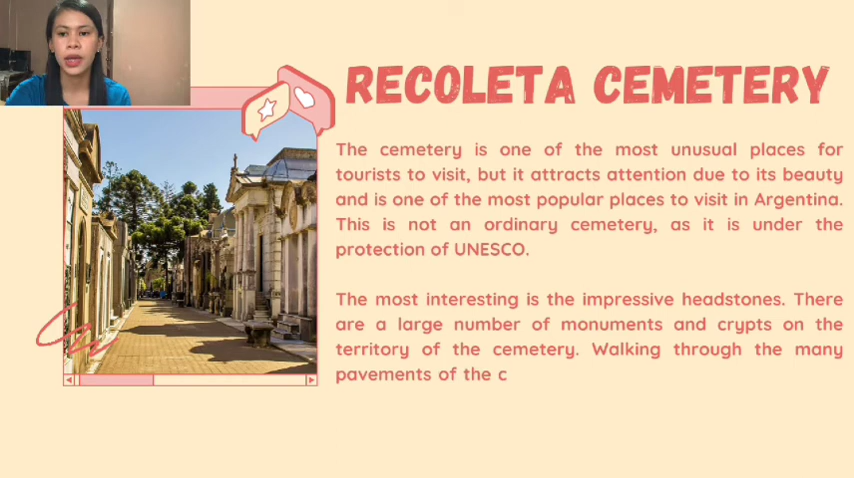 RECOLETA CEMETERY
The cemetery is one of the most unusual places for
tourists to visit, but it attracts attention due to its beauty
and is one of the most popular places to visit in Argentina.
This is not an ordinary cemetery, as it is under the
protection of UNESCO.
The most interesting is the impressive headstones. There
are a large number of monuments and crypts on the
territory of the cemetery. Walking through the many
pavements of the c